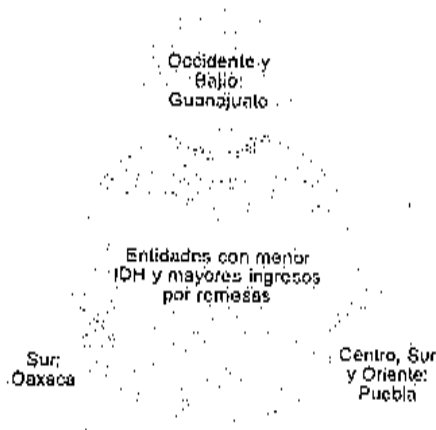 Occidente y
Bajío:
Guanajuato
Entidades con menor
IDH y mayores ingresos
por remesas
Sur:
Oaxaca
Centro, Sur
y Oriente:
Puebla